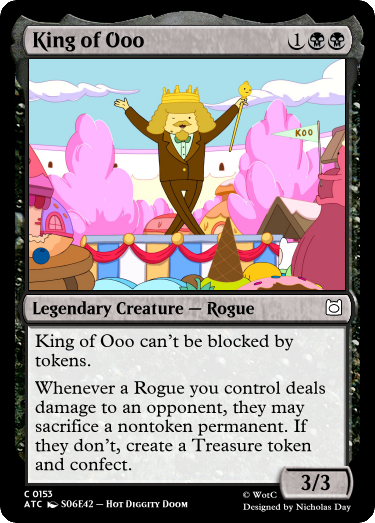 King of Ooo 1
KOO
Legendary Creature — Rogue
King of Ooo can't be blocked by
tokens.
Whenever a Rogue you control deals
damage to an opponent, they may
sacrifice a nontoken permanent. If
they don't, create a Treasure token
and confect.
3/3
C 0153
ATC S06E42 – Hot Diggity Doom
© WotC
Designed by Nicholas Day